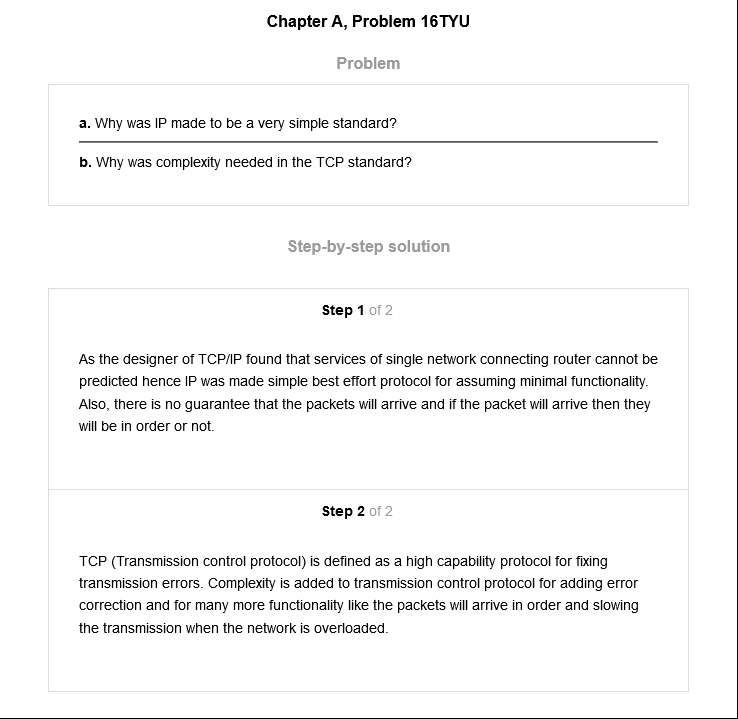 Chapter A, Problem 16TYU
Problem
a. Why was IP made to be a very simple standard?
b. Why was complexity needed in the TCP standard?
Step-by-step solution
Step 1 of 2
As the designer of TCP/IP found that services of single network connecting router cannot be
predicted hence IP was made simple best effort protocol for assuming minimal functionality.
Also, there is no guarantee that the packets will arrive and if the packet will arrive then they
will be in order or not.
Step 2 of 2
TCP (Transmission control protocol) is defined as a high capability protocol for fixing
transmission errors. Complexity is added to transmission control protocol for adding error
correction and for many more functionality like the packets will arrive in order and slowing
the transmission when the network is overloaded.